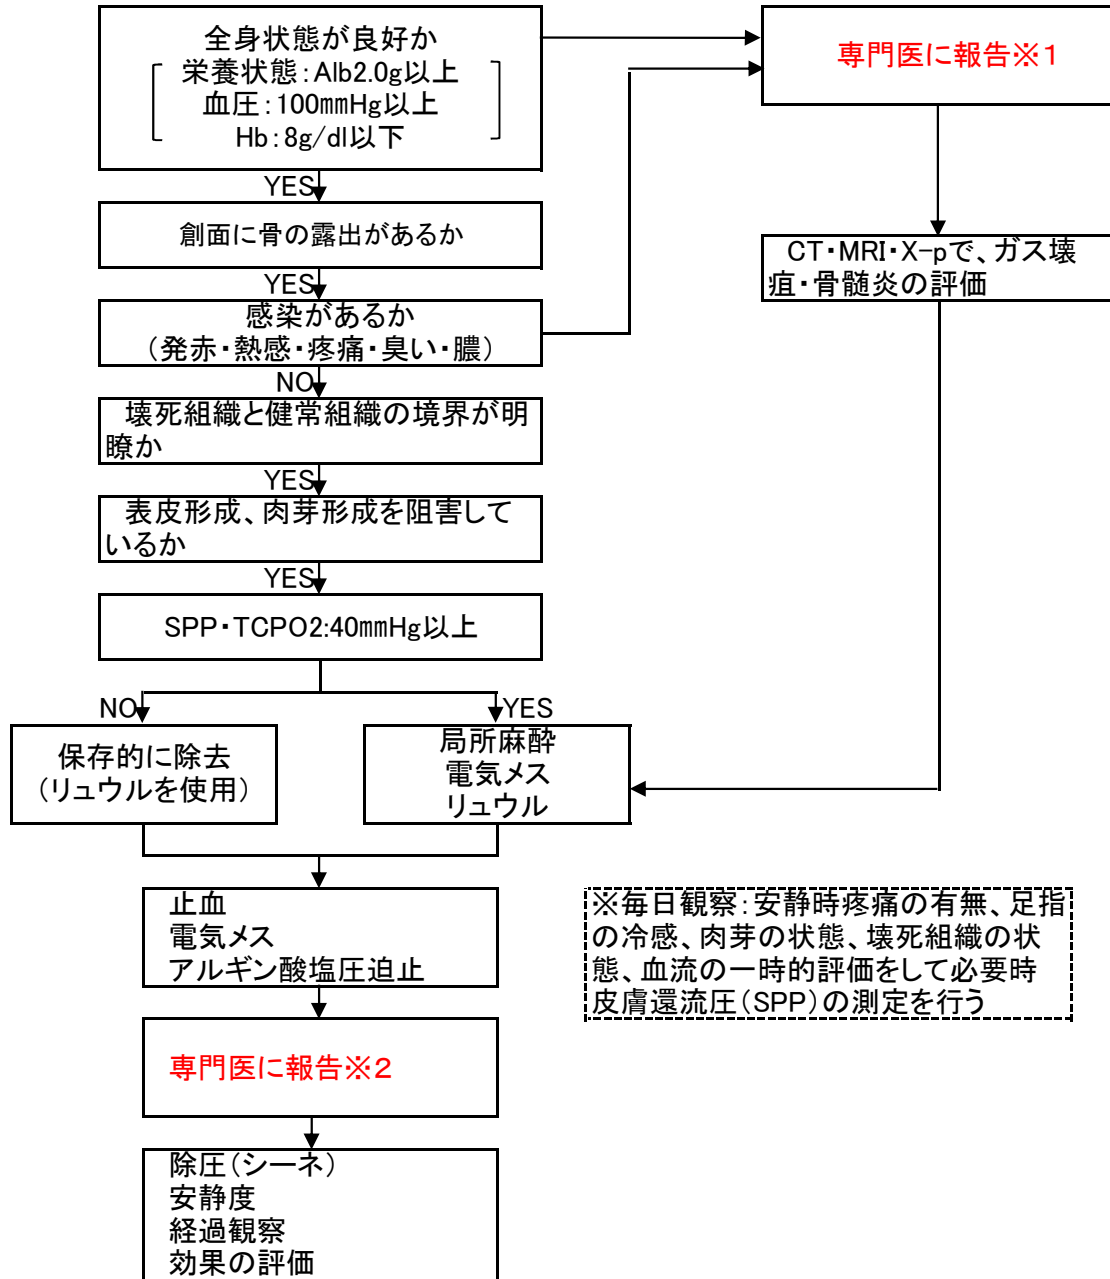 全身状態が良好か
栄養状態：Alb2.0g以上
血圧：100㎜Hg以上
Hb：8g/dl以下
専門医に報告※1
YES
創面に骨の露出があるか
CT・MRI・X-pで、ガス壊
疽・骨髄炎の評価
YES
感染があるか
（発赤・熱感・疼痛・臭い・膿）
NO
壊死組織と健常組織の境界が明
瞭か
YES
表皮形成、肉芽形成を阻害して
いるか
YES
SPP・TCPO2:40㎜Hg以上
NO
YES
保存的に除去
（リュウルを使用）
局所麻酔
電気メス
リュウル
止血
電気メス
アルギン酸塩圧迫止
※毎日観察：安静時疼痛の有無、足指
の冷感、肉芽の状態、壊死組織の状
態、血流の一時的評価をして必要時
皮膚還流圧（SPP）の測定を行う
専門医に報告※２
除圧（シーネ）
安静度
経過観察
効果の評価